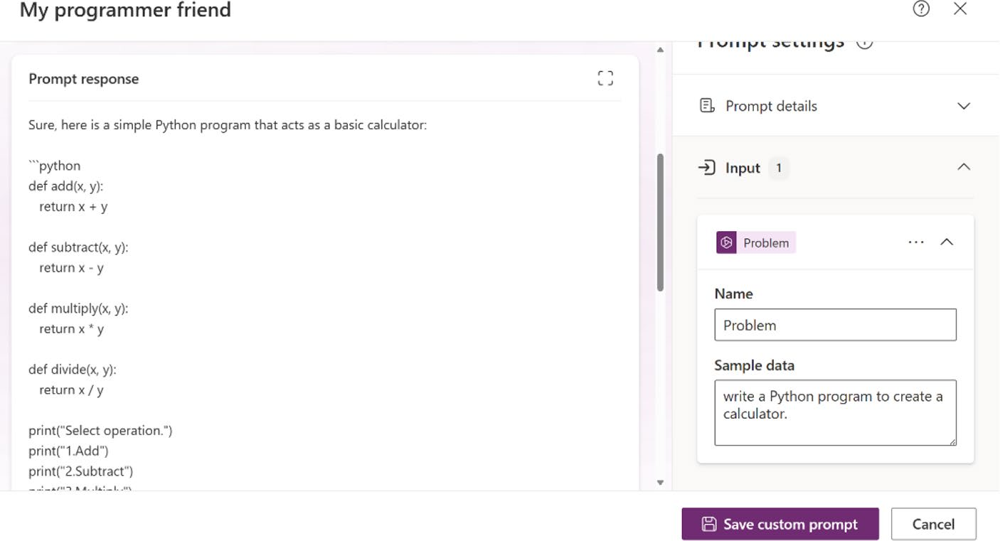 My programmer friend
Prompt response
Sure, here is a simple Python program that acts as a basic calculator:
```python
def add(x, y):
return x + y
def subtract(x, y):
return x - y
def multiply(x, y):
return x * y
def divide(x, y):
return x / y
print("Select operation.")
print("1.Add")
print("2.Subtract")
print("3.Multiply")
Prompt settings
Prompt details
Input 1
Problem
Name
Problem
Sample data
write a Python program to create a
calculator.
Save custom prompt
Cancel